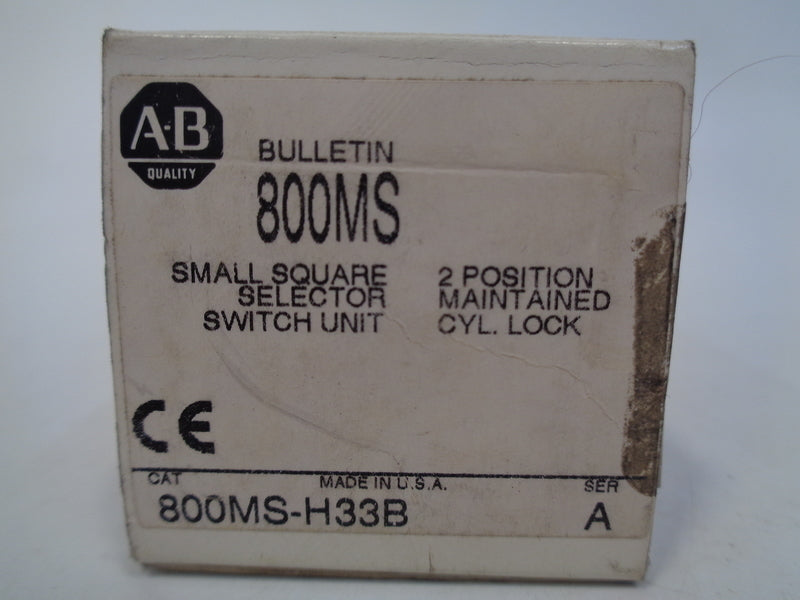 A-B
QUALITY
BULLETIN
800MS
SMALL SQUARE
SELECTOR
SWITCH UNIT
2 POSITION
MAINTAINED
CYL. LOCK
CE
CAT
MADE IN U.S.A.
SER
800MS-H33B
A